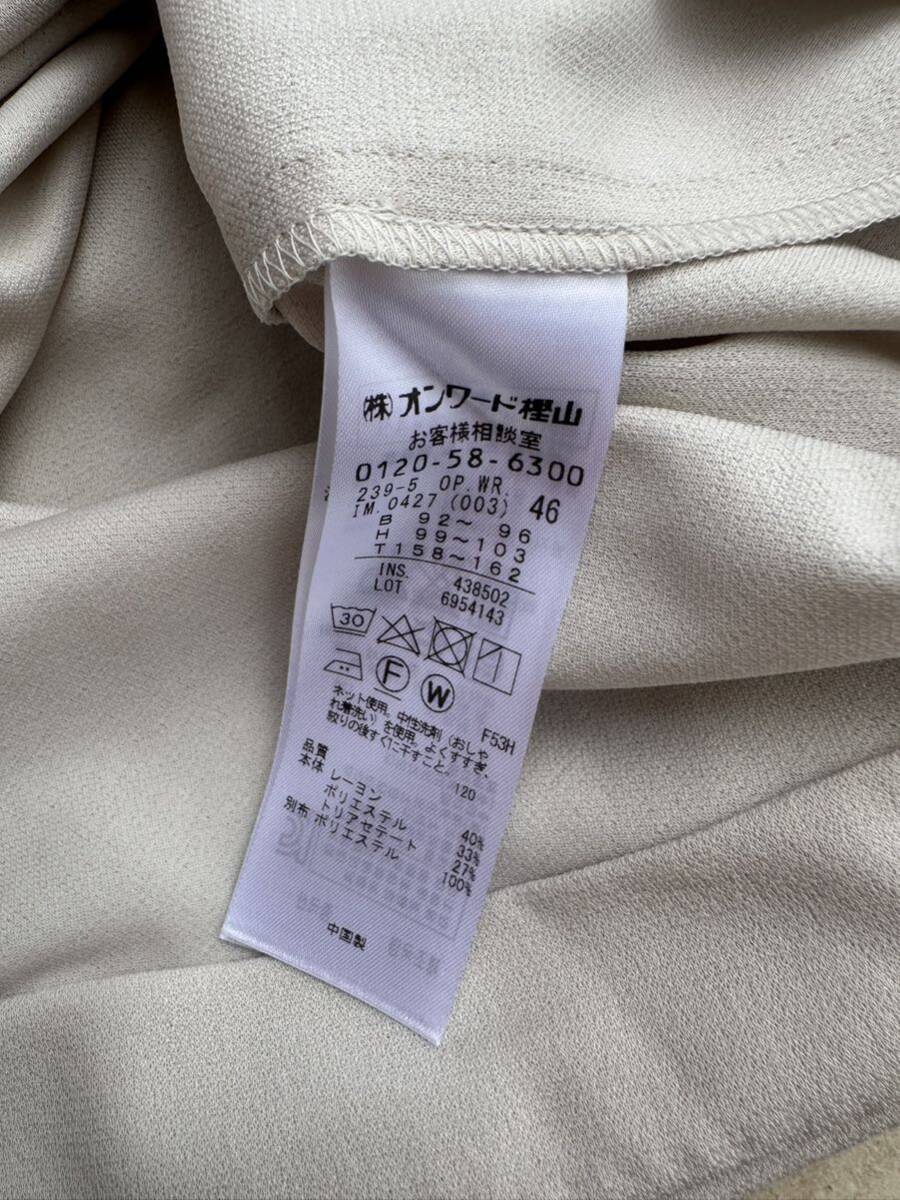 (株)オンワード樫山
お客様相談室
0120-58-6300
239-5 OP.WR.
IM.0427 (003) 46
B 92〜 96
H 99〜103
T158〜162
INS. 438502
LOT 6954143
30
F W
ネット使用。中性洗剤（おしゃ
れ着洗い）を使用。よくすすぎ、
絞りの後すぐに干すこと。
F53H
120
品質
本体 レーヨン 40%
ポリエステル 33%
トリアセテート 27%
別布 ポリエステル 100%
中国製